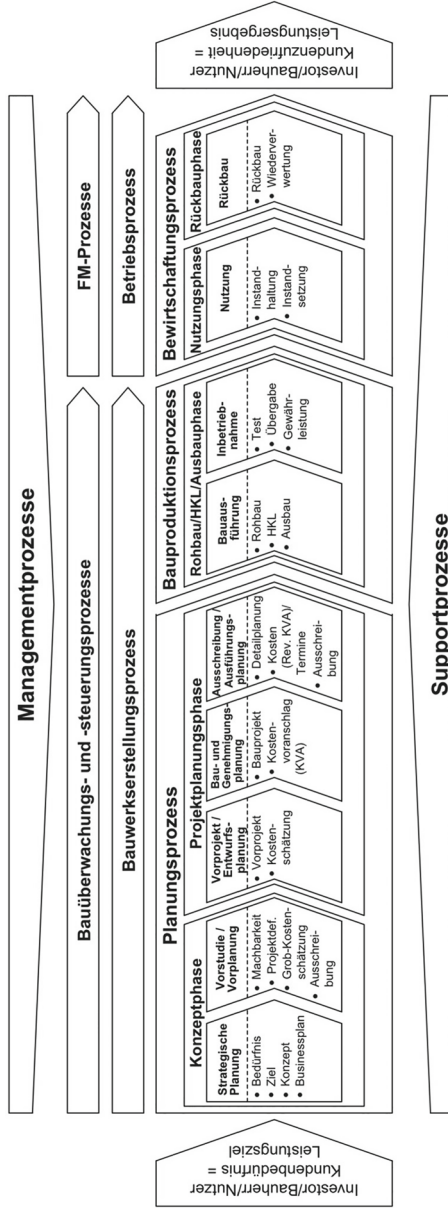 Managementprozesse
Bauüberwachungs- und -steuerungsprozesse
FM-Prozesse
Bauwerkserstellungsprozess
Betriebsprozess
Investor/Bauherr/Nutzer
Kundenbedürfnis =
Leistungsziel
Planungsprozess
Konzeptphase
Strategische
Planung
• Bedürfnis
• Ziel
• Konzept
• Businessplan
Vorstudie /
Vorplanung
• Machbarkeit
• Projektdef.
• Grob-Kosten-
schätzung
• Ausschrei-
bung
Projektplanungsphase
Vorprojekt /
Entwurfs-
planung
• Vorprojekt
• Kosten-
schätzung
Bau- und
Genehmigungs-
planung
• Bauprojekt
• Kosten-
voranschlag
(KVA)
Ausschreibung /
Ausführungs-
planung
• Detailplanung
• Kosten
(Rev. KVA)/
Termine
• Ausschrei-
bung
Bauproduktionsprozess
Rohbau/HKL/Ausbauphase
Bauaus-
führung
• Rohbau
• HKL
• Ausbau
Inbetrieb-
nahme
• Test
• Übergabe
• Gewähr-
leistung
Bewirtschaftungsprozess
Nutzungsphase
Nutzung
• Instand-
haltung
• Instand-
setzung
Rückbauphase
Rückbau
• Rückbau
• Wiederver-
wertung
Investor/Bauherr/Nutzer
Kundenzufriedenheit =
Leistungsergebnis
Supportprozesse